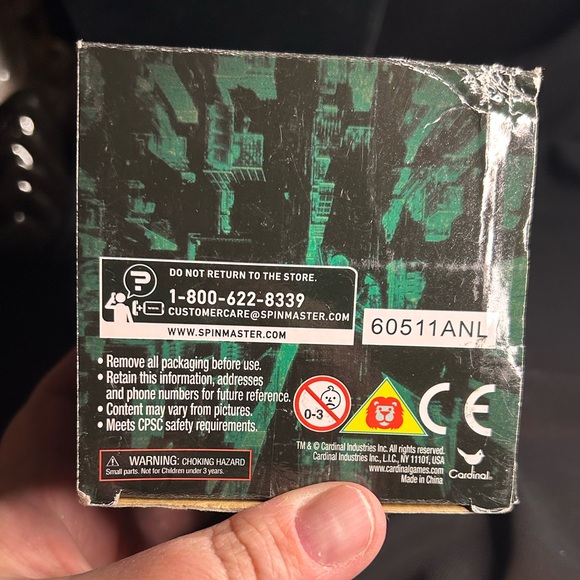 ?
DO NOT RETURN TO THE STORE.
1-800-622-8339
CUSTOMERCARE@SPINMASTER.COM
WWW.SPINMASTER.COM
60511ANL
• Remove all packaging before use.
• Retain this information, addresses
and phone numbers for future reference.
• Content may vary from pictures.
• Meets CPSC safety requirements.
0-3
CE
TM & © Cardinal Industries Inc. All rights reserved.
Cardinal Industries Inc., L.I.C., NY 11101, USA
www.cardinalgames.com
Made in China
Cardinal
WARNING: CHOKING HAZARD
Small parts. Not for Children under 3 years.